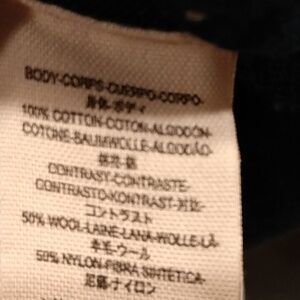 BODY-CORPS-CUERPO-CORPO-
身体-ボディ
100% COTTON-COTON-ALGODÓN-
COTONE-BAUMWOLLE-ALGODÃO-
棉花-綿
CONTRAST-CONTRASTE-
CONTRASTO-KONTRAST-对比-
コントラスト
50% WOOL-LAINE-LANA-WOLLE-LÃ-
羊毛-ウール
50% NYLON-FIBRA SINTÉTICA-
尼龍-ナイロン